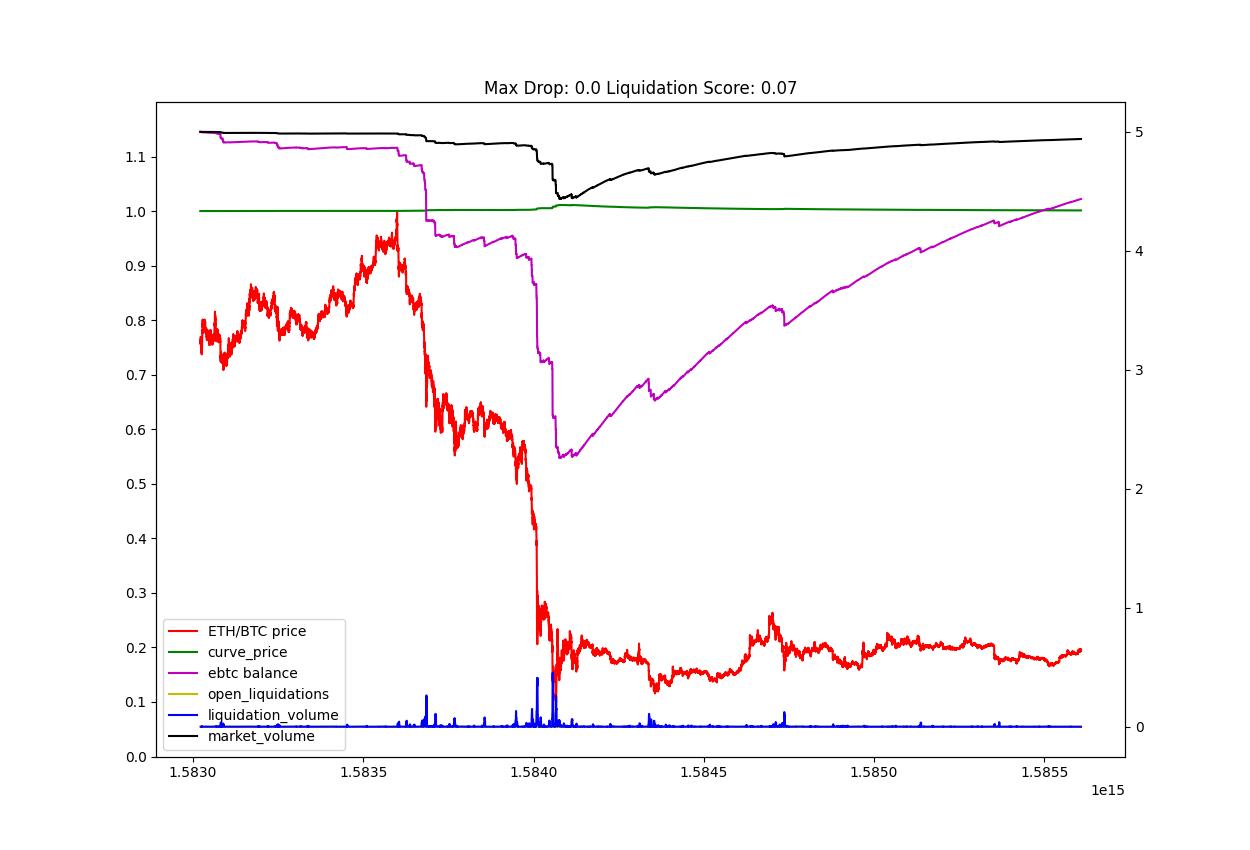 Max Drop: 0.0 Liquidation Score: 0.07
1.1
1.0
0.9
0.8
0.7
0.6
0.5
0.4
0.3
0.2
0.1
0.0
5
4
3
2
1
0
ETH/BTC price
curve_price
ebtc balance
open_liquidations
liquidation_volume
market_volume
1.5830 1.5835 1.5840 1.5845 1.5850 1.5855
1e15